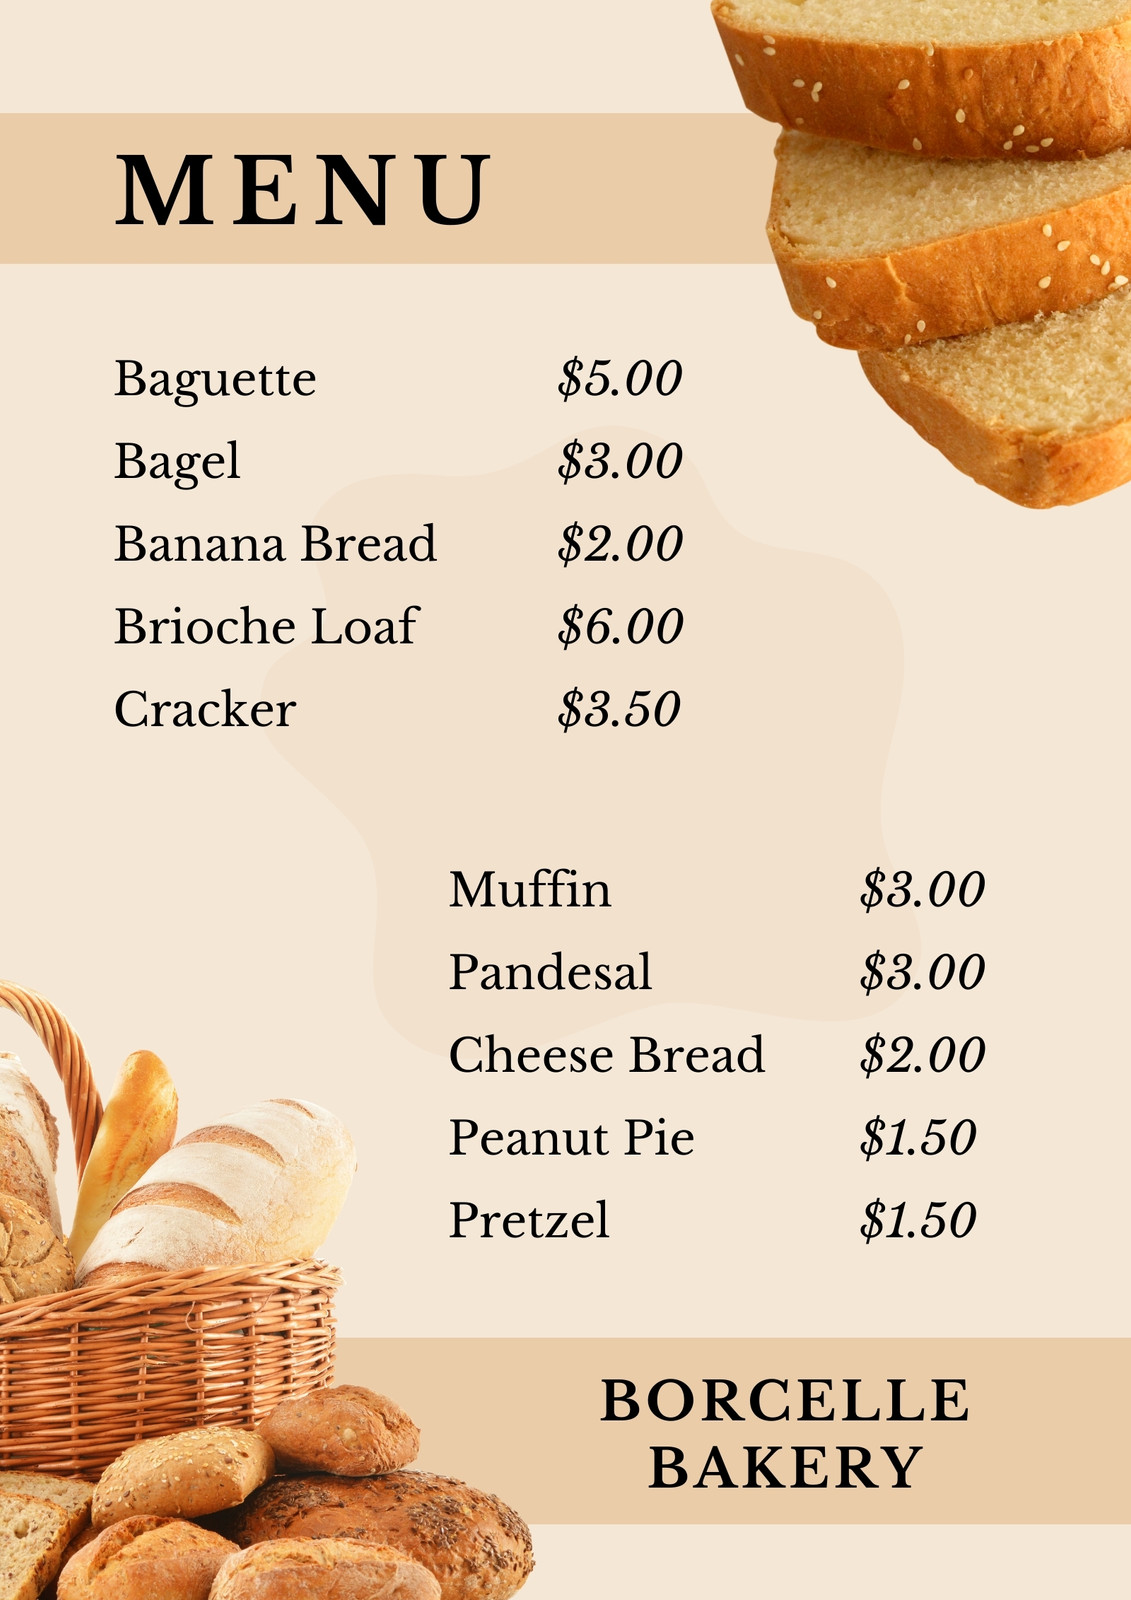 MENU
Baguette $5.00
Bagel $3.00
Banana Bread $2.00
Brioche Loaf $6.00
Cracker $3.50
Muffin $3.00
Pandesal $3.00
Cheese Bread $2.00
Peanut Pie $1.50
Pretzel $1.50
BORCELLE
BAKERY